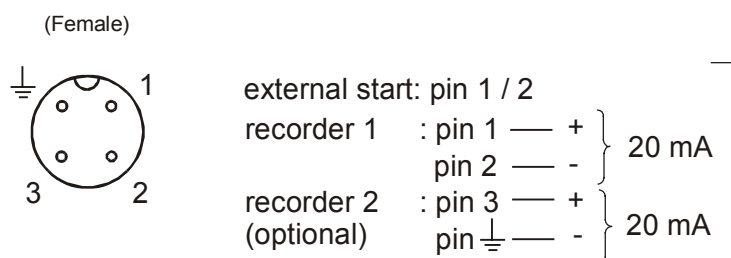 (Female)
1
external start: pin 1 / 2
recorder 1 : pin 1 — +
20 mA
pin 2 — -
3 2
recorder 2 : pin 3 — +
(optional) pin ⏚ — -
20 mA